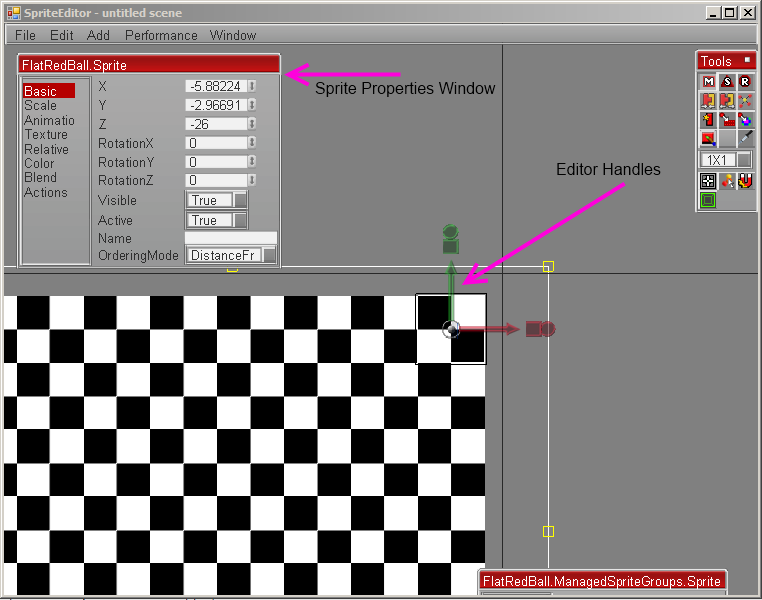 SpriteEditor - untitled scene
File Edit Add Performance Window
FlatRedBall.Sprite
Basic
Scale
Animatio
Texture
Relative
Color
Blend
Actions
X -5.88224
Y -2.96691
Z -26
RotationX 0
RotationY 0
RotationZ 0
Visible True
Active True
Name
OrderingMode DistanceFr
Sprite Properties Window
Tools
M S R
1X1
Editor Handles
FlatRedBall.ManagedSpriteGroups.Sprite